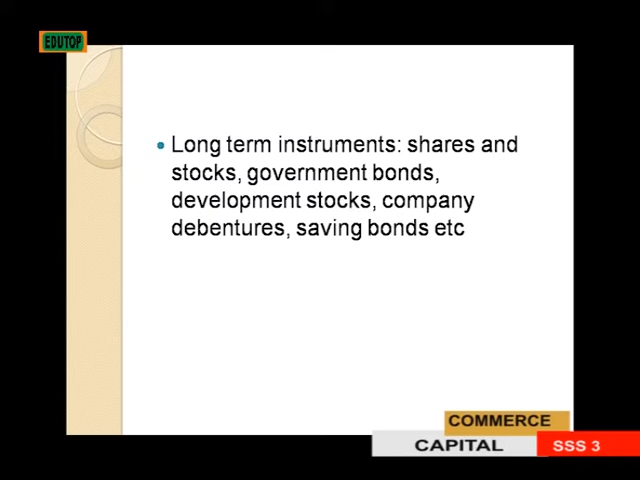 EDUTOP
Long term instruments: shares and
stocks, government bonds,
development stocks, company
debentures, saving bonds etc
COMMERCE
CAPITAL
SSS 3